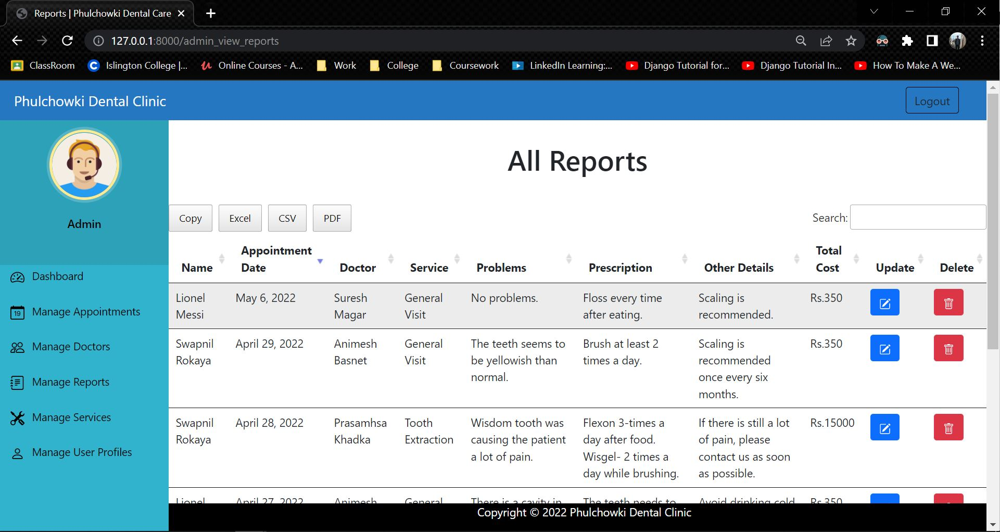 Reports | Phulchowki Dental Care
127.0.0.1:8000/admin_view_reports
ClassRoom
Islington College |...
Online Courses - A...
Work
College
Coursework
LinkedIn Learning:...
Django Tutorial for...
Django Tutorial In...
How To Make A We...
Phulchowki Dental Clinic
Logout
Admin
Dashboard
19
Manage Appointments
Manage Doctors
Manage Reports
Manage Services
Manage User Profiles
All Reports
Copy
Excel
CSV
PDF
Search:
Name
Appointment
Date
Doctor
Service
Problems
Prescription
Other Details
Total
Cost
Update
Delete
Lionel
Messi
May 6, 2022
Suresh
Magar
General
Visit
No problems.
Floss every time
after eating.
Scaling is
recommended.
Rs.350
Swapnil
Rokaya
April 29, 2022
Animesh
Basnet
General
Visit
The teeth seems to
be yellowish than
normal.
Brush at least 2
times a day.
Scaling is
recommended
once every six
months.
Rs.350
Swapnil
Rokaya
April 28, 2022
Prasamhsa
Khadka
Tooth
Extraction
Wisdom tooth was
causing the patient
a lot of pain.
Flexon 3-times a
day after food.
Wisgel- 2 times a
day while brushing.
If there is still a lot
of pain, please
contact us as soon
as possible.
Rs.15000
Lionel
April 27, 2022
Animesh
General
There is a cavity in
The teeth needs to
Avoid drinking cold
Rs.350
Copyright © 2022 Phulchowki Dental Clinic